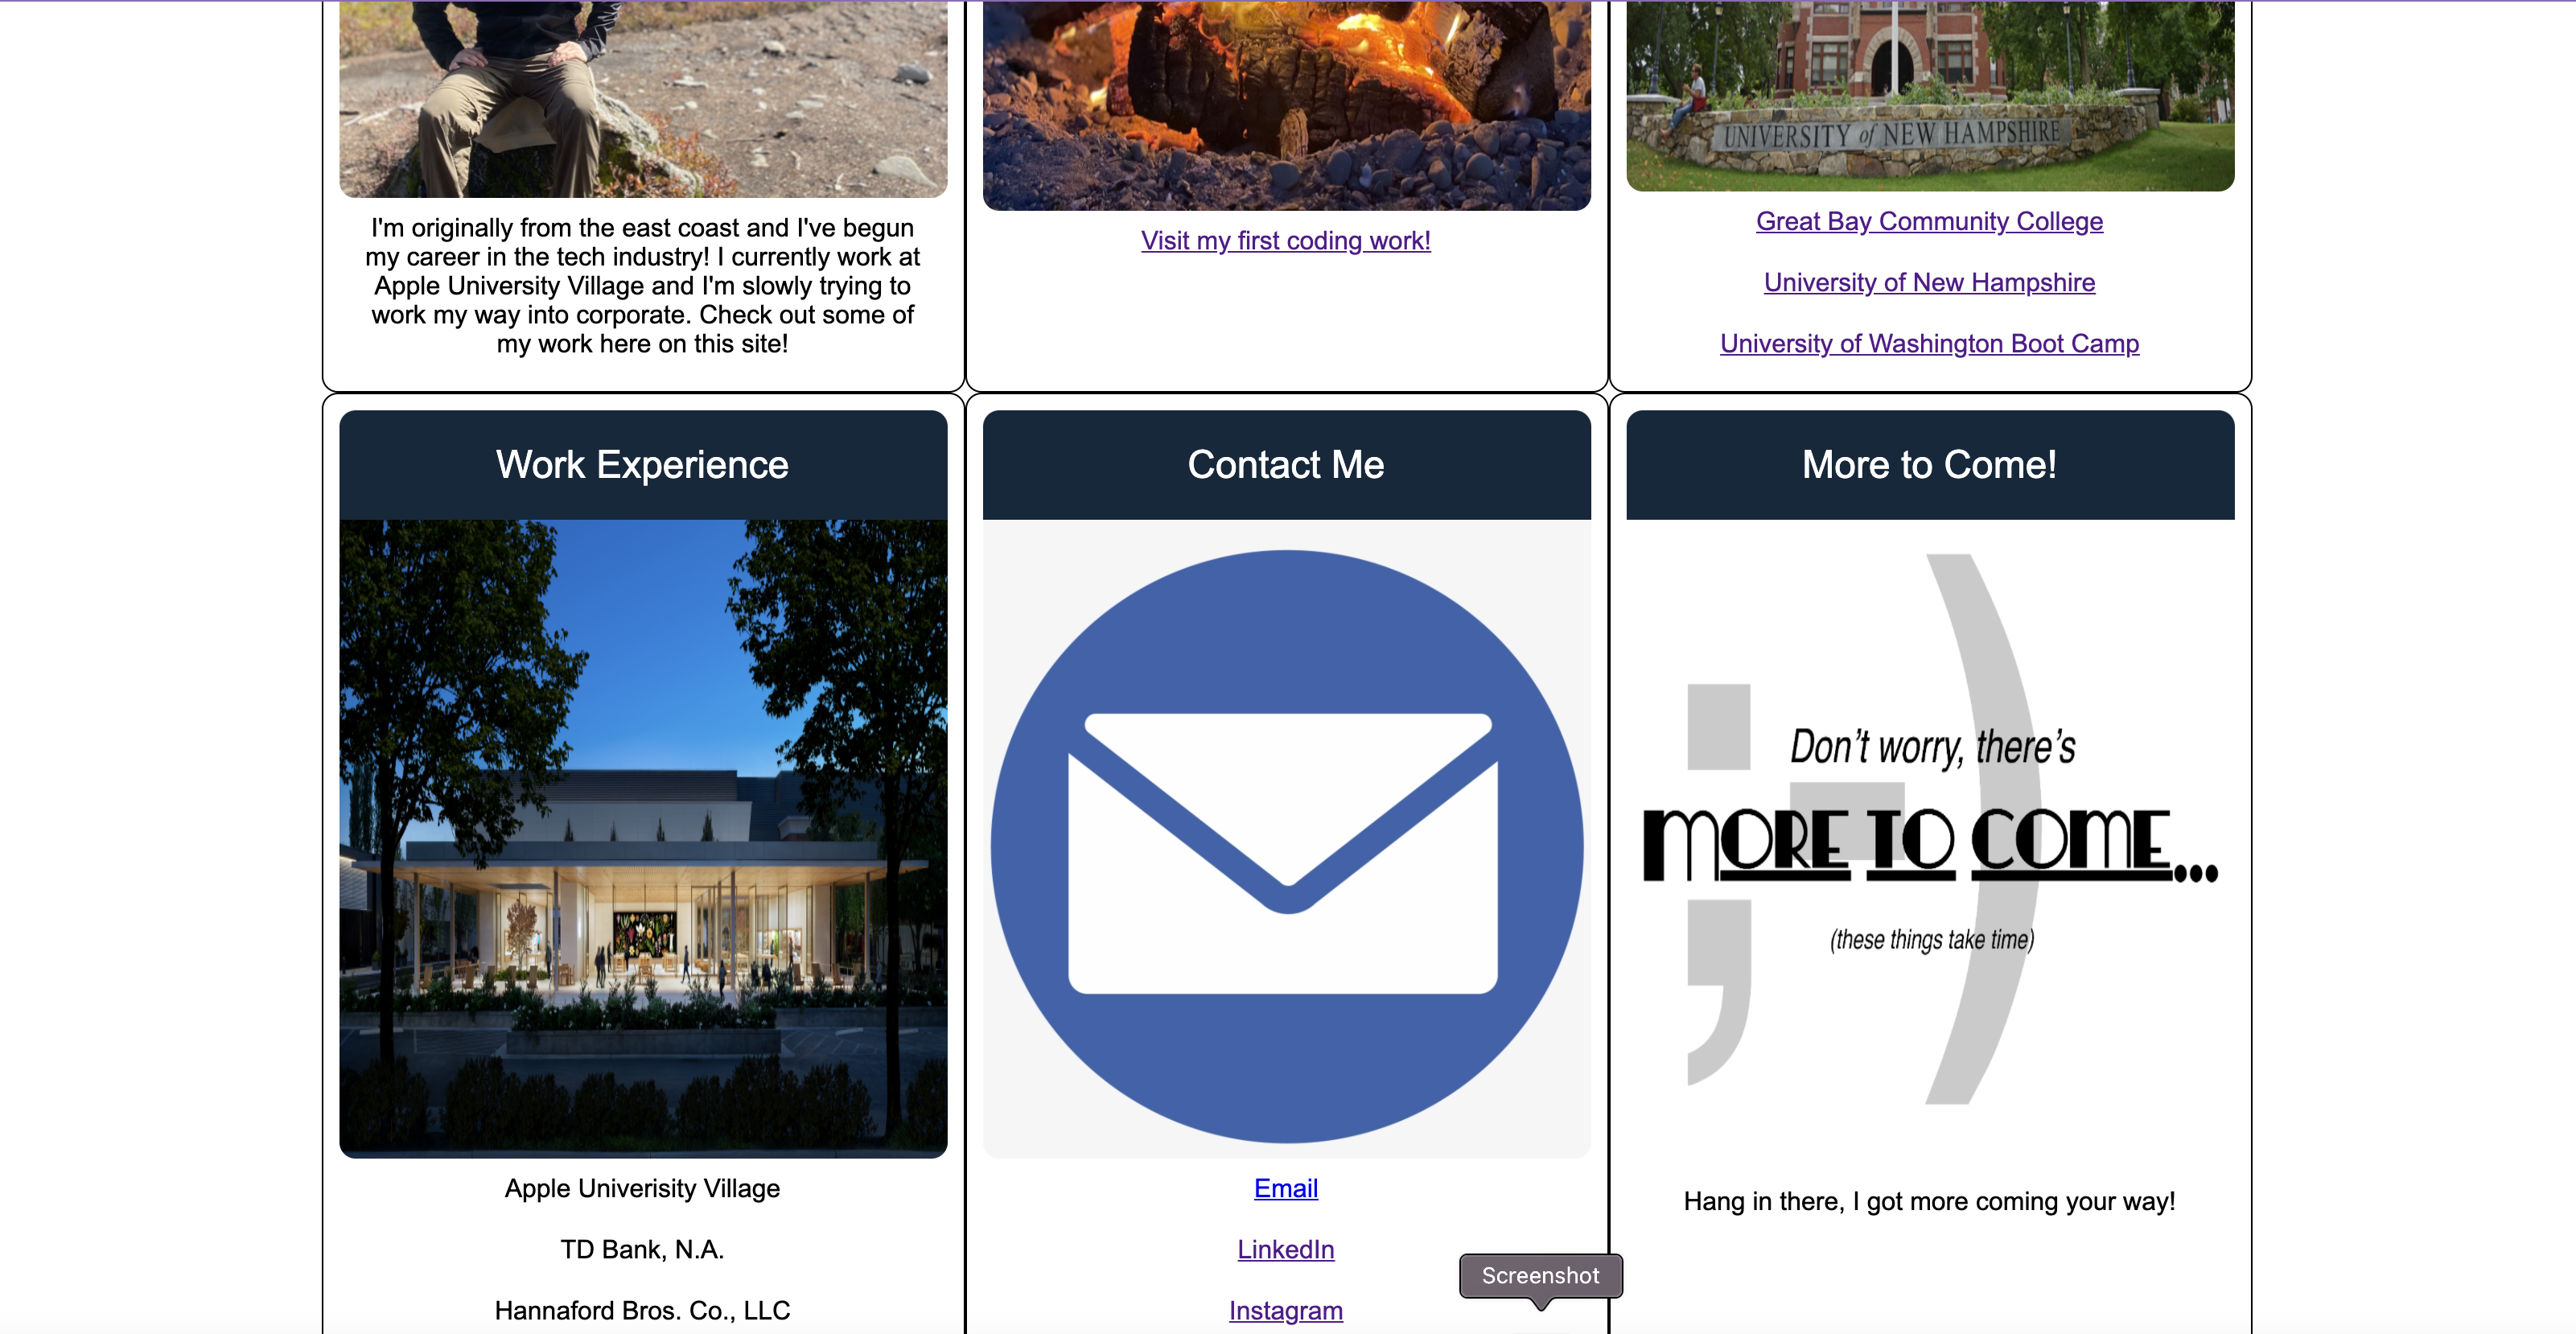 UNIVERSITY of NEW HAMPSHIRE
I'm originally from the east coast and I've begun
my career in the tech industry! I currently work at
Apple University Village and I'm slowly trying to
work my way into corporate. Check out some of
my work here on this site!
Visit my first coding work!
Great Bay Community College
University of New Hampshire
University of Washington Boot Camp
Work Experience
Apple Univerisity Village
TD Bank, N.A.
Hannaford Bros. Co., LLC
Contact Me
Email
LinkedIn
Instagram
Screenshot
More to Come!
;-)
Don't worry, there's
MORE TO COME...
(these things take time)
Hang in there, I got more coming your way!